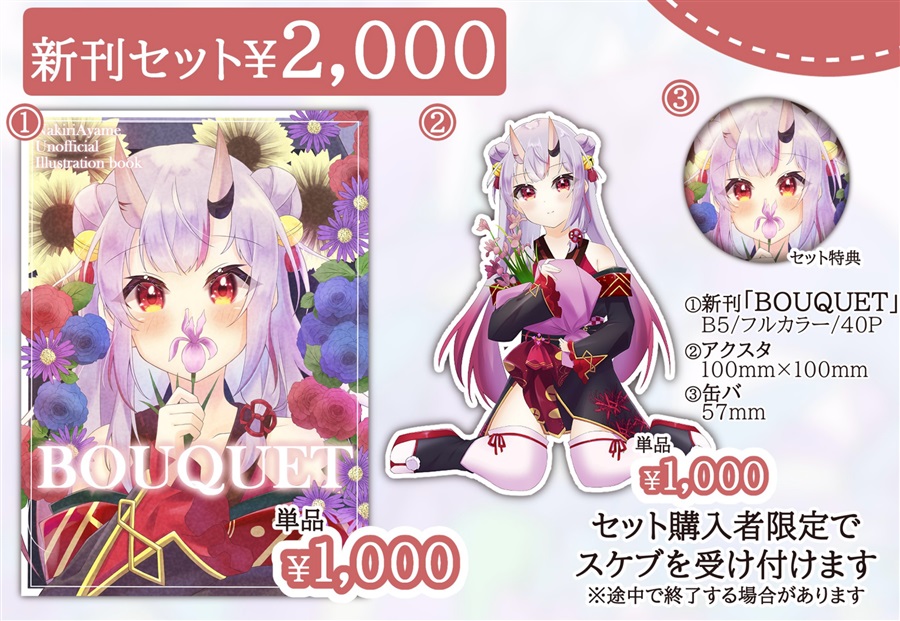 新刊セット¥2,000
①
NakiriAyame
Unofficial
Illustration book
BOUQUET
単品
¥1,000
②
単品
¥1,000
③
セット特典
①新刊「BOUQUET」
B5/フルカラー/40P
②アクスタ
100mm×100mm
③缶バ
57mm
セット購入者限定で
スケブを受け付けます
※途中で終了する場合があります